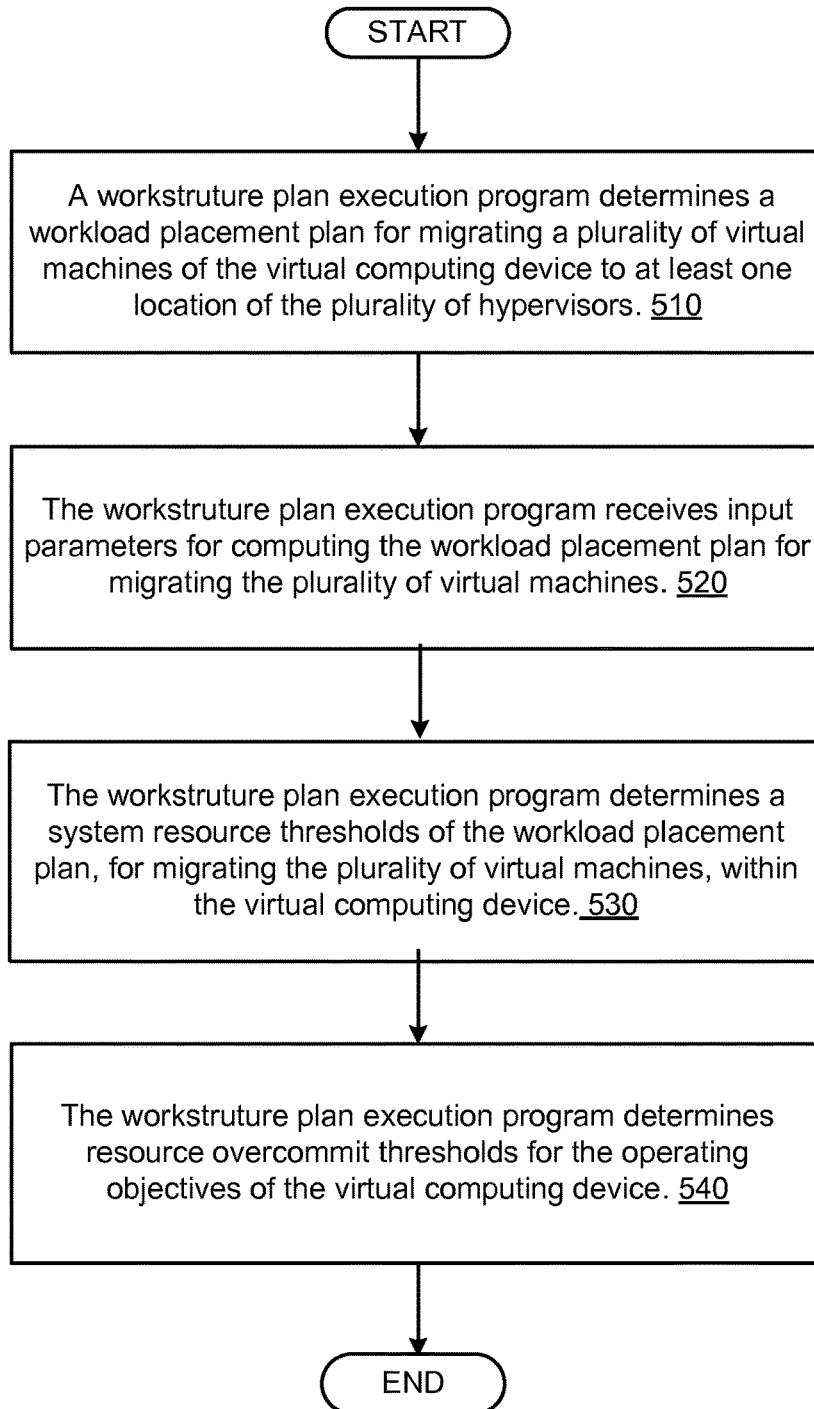 START
A workstruture plan execution program determines a
workload placement plan for migrating a plurality of virtual
machines of the virtual computing device to at least one
location of the plurality of hypervisors. 510
The workstruture plan execution program receives input
parameters for computing the workload placement plan for
migrating the plurality of virtual machines. 520
The workstruture plan execution program determines a
system resource thresholds of the workload placement
plan, for migrating the plurality of virtual machines, within
the virtual computing device. 530
The workstruture plan execution program determines
resource overcommit thresholds for the operating
objectives of the virtual computing device. 540
END